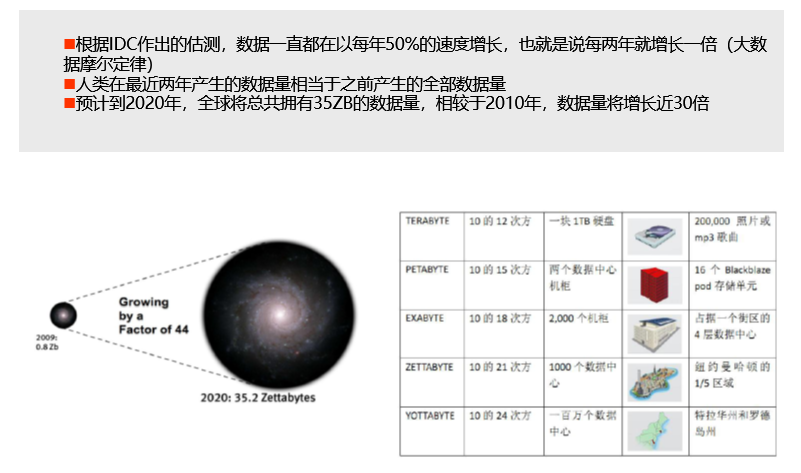 ■根据IDC作出的估测，数据一直都在以每年50%的速度增长，也就是说每两年就增长一倍（大数
据摩尔定律）
■人类在最近两年产生的数据量相当于之前产生的全部数据量
■预计到2020年，全球将总共拥有35ZB的数据量，相较于2010年，数据量将增长近30倍
Growing
by a
Factor of 44
2009:
0.8 Zb
2020: 35.2 Zettabytes
TERABYTE 10 的 12 次方 一块 1TB 硬盘 200,000 照片或
mp3 歌曲
PETABYTE 10 的 15 次方 两个数据中心 16 个 Blackblaze
机柜 pod 存储单元
EXABYTE 10 的 18 次方 2,000 个机柜 占据一个街区的
4 层数据中心
ZETTABYTE 10 的 21 次方 1000 个数据中 纽约曼哈顿的
心 1/5 区域
YOTTABYTE 10 的 24 次方 一百万个数据 特拉华州和罗德
中心 岛州